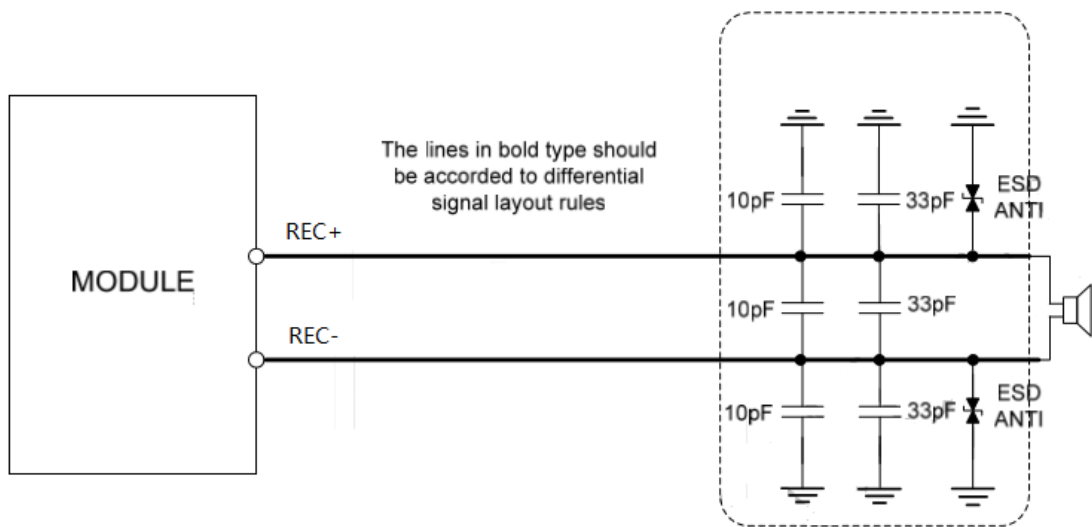 The lines in bold type should
be accorded to differential
signal layout rules
MODULE
REC+
REC-
10pF
33pF
ESD
ANTI
10pF
33pF
10pF
33pF
ESD
ANTI